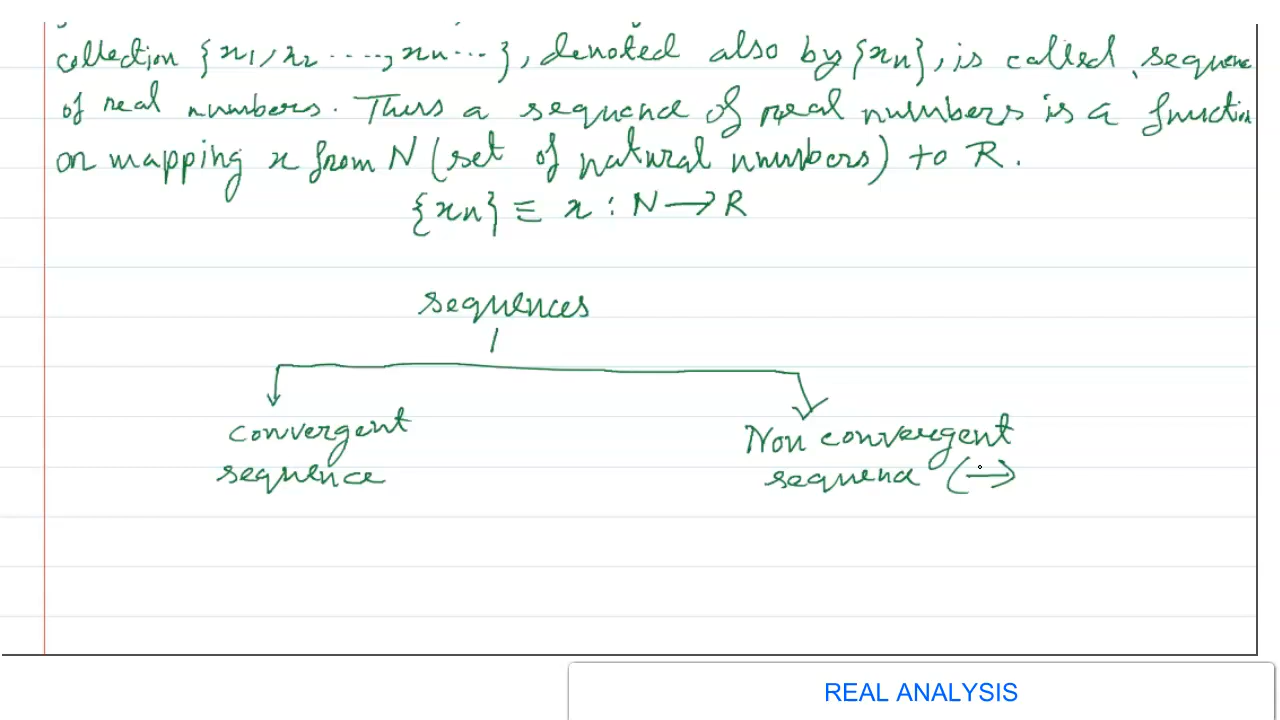 collection {x1, x2 ....., xn ...}, denoted also by {xn}, is called, sequence
of real numbers. Thus a sequence of real numbers is a function
or mapping x from N (set of natural numbers) to R.
{xn} ≡ x : N → R
sequences
convergent
sequence
Non convergent
sequence (→
REAL ANALYSIS